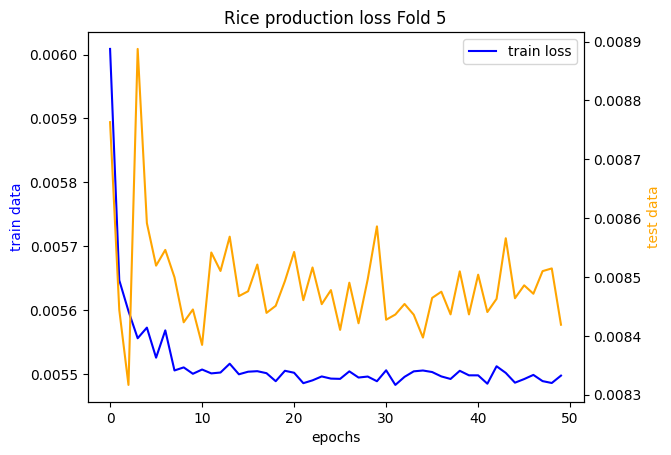 Rice production loss Fold 5
train loss
train data
0.0060
0.0059
0.0058
0.0057
0.0056
0.0055
0.0089
0.0088
0.0087
0.0086
0.0085
0.0084
0.0083
test data
0 10 20 30 40 50
epochs